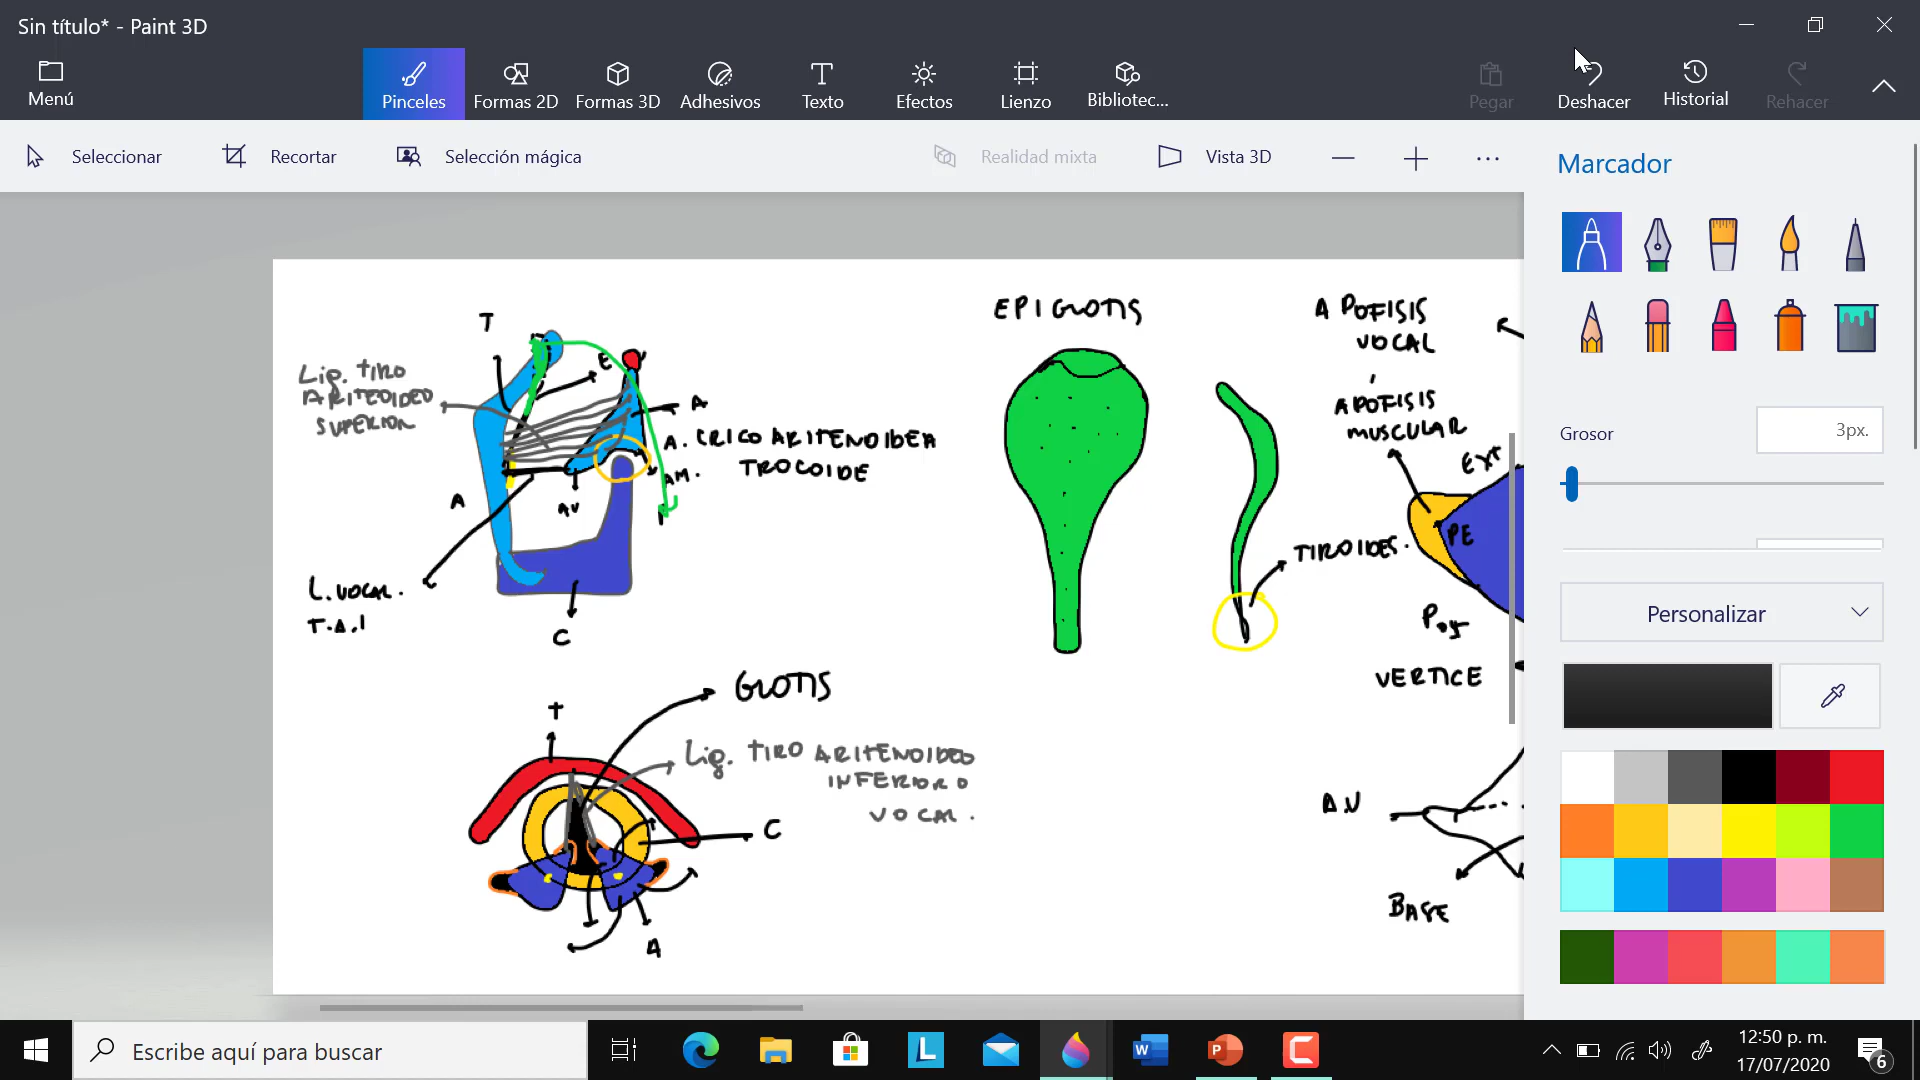 Sin título* - Paint 3D
Menú
Pinceles
Formas 2D
Formas 3D
Adhesivos
Texto
Efectos
Lienzo
Bibliotec...
Pegar
Deshacer
Historial
Rehacer
Seleccionar
Recortar
Selección mágica
Realidad mixta
Vista 3D
Marcador
Grosor
3px.
Personalizar
T
Lig. TIRO
ARITEOIDEO
SUPERIOR
E
A
A. CRICO ARITENOIDEA
TROCOIDE
AM.
A
AV
L. VOCAL.
T.A.I
C
EPIGLOTIS
TIROIDES.
APOFISIS
VOCAL
APOFISIS
MUSCULAR
EXT
PE
POST
VERTICE
GLOTIS
T
Lig. TIRO ARITENOIDEO
INFERIOR O
VOCAL.
C
A
A V
BASE
Escribe aquí para buscar
12:50 p. m.
17/07/2020
6